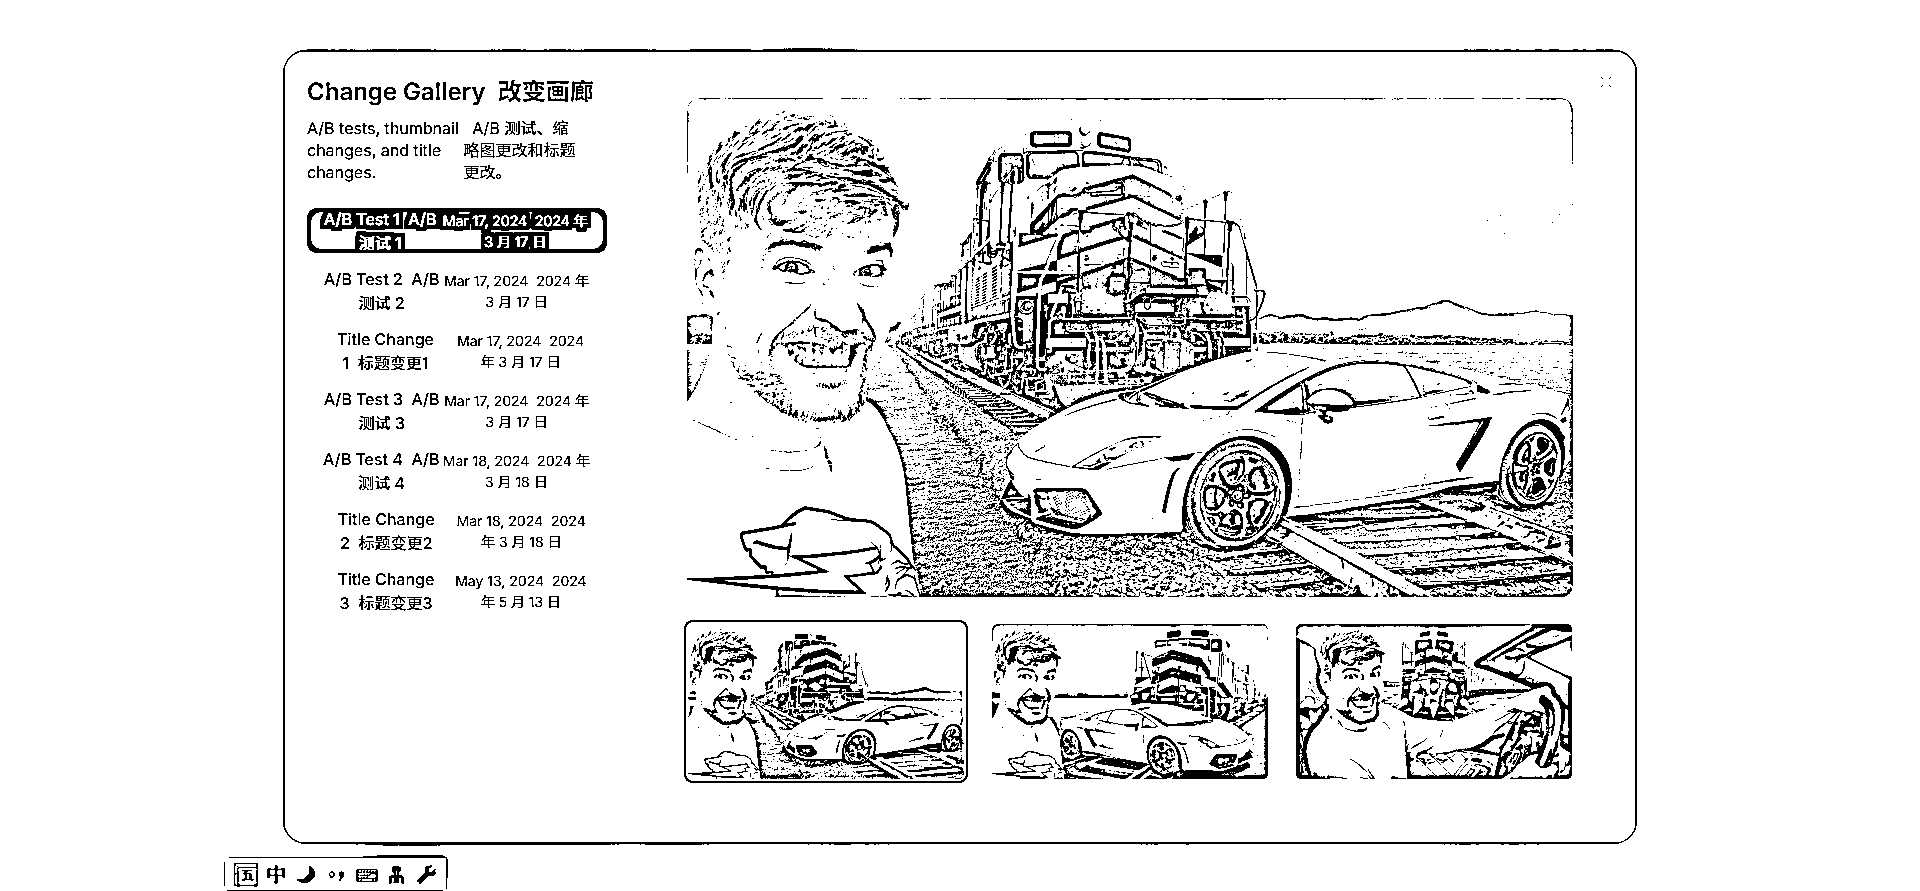 Change Gallery 改变画廊
A/B tests, thumbnail changes, and title changes.
A/B 测试、缩略图更改和标题更改。
A/B Test 1 A/B 测试 1
Mar 17, 2024 2024 年 3 月 17 日
A/B Test 2 A/B 测试 2
Mar 17, 2024 2024 年 3 月 17 日
Title Change 1 标题变更1
Mar 17, 2024 2024 年 3 月 17 日
A/B Test 3 A/B 测试 3
Mar 17, 2024 2024 年 3 月 17 日
A/B Test 4 A/B 测试 4
Mar 18, 2024 2024 年 3 月 18 日
Title Change 2 标题变更2
Mar 18, 2024 2024 年 3 月 18 日
Title Change 3 标题变更3
May 13, 2024 2024 年 5 月 13 日
五 中